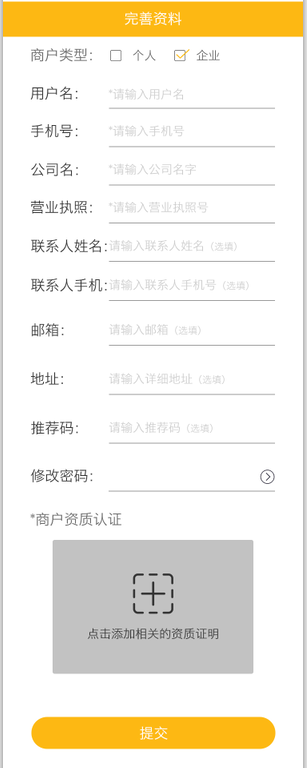 完善资料
商户类型： 个人 企业
用户名： *请输入用户名
手机号： *请输入手机号
公司名： *请输入公司名字
营业执照： *请输入营业执照号
联系人姓名： 请输入联系人姓名（选填）
联系人手机： 请输入联系人手机号（选填）
邮箱： 请输入邮箱（选填）
地址： 请输入详细地址（选填）
推荐码： 请输入推荐码（选填）
修改密码：
*商户资质认证
点击添加相关的资质证明
提交